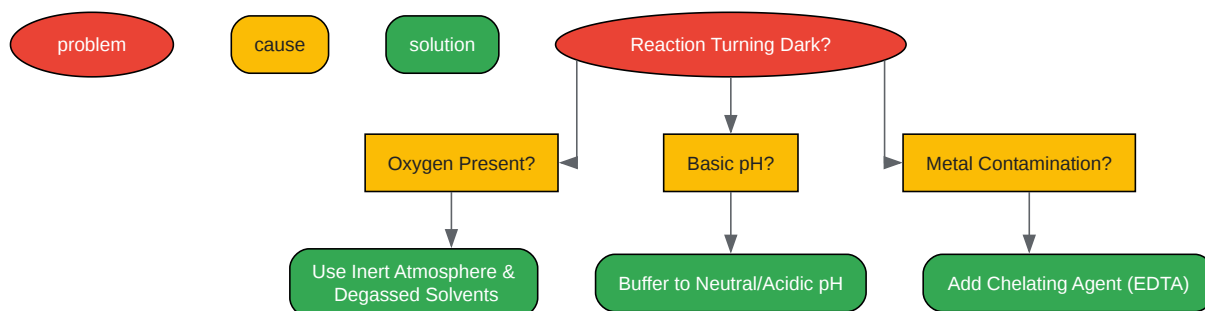 problem
cause
solution
Reaction Turning Dark?
Oxygen Present?
Basic pH?
Metal Contamination?
Use Inert Atmosphere &
Degassed Solvents
Buffer to Neutral/Acidic pH
Add Chelating Agent (EDTA)